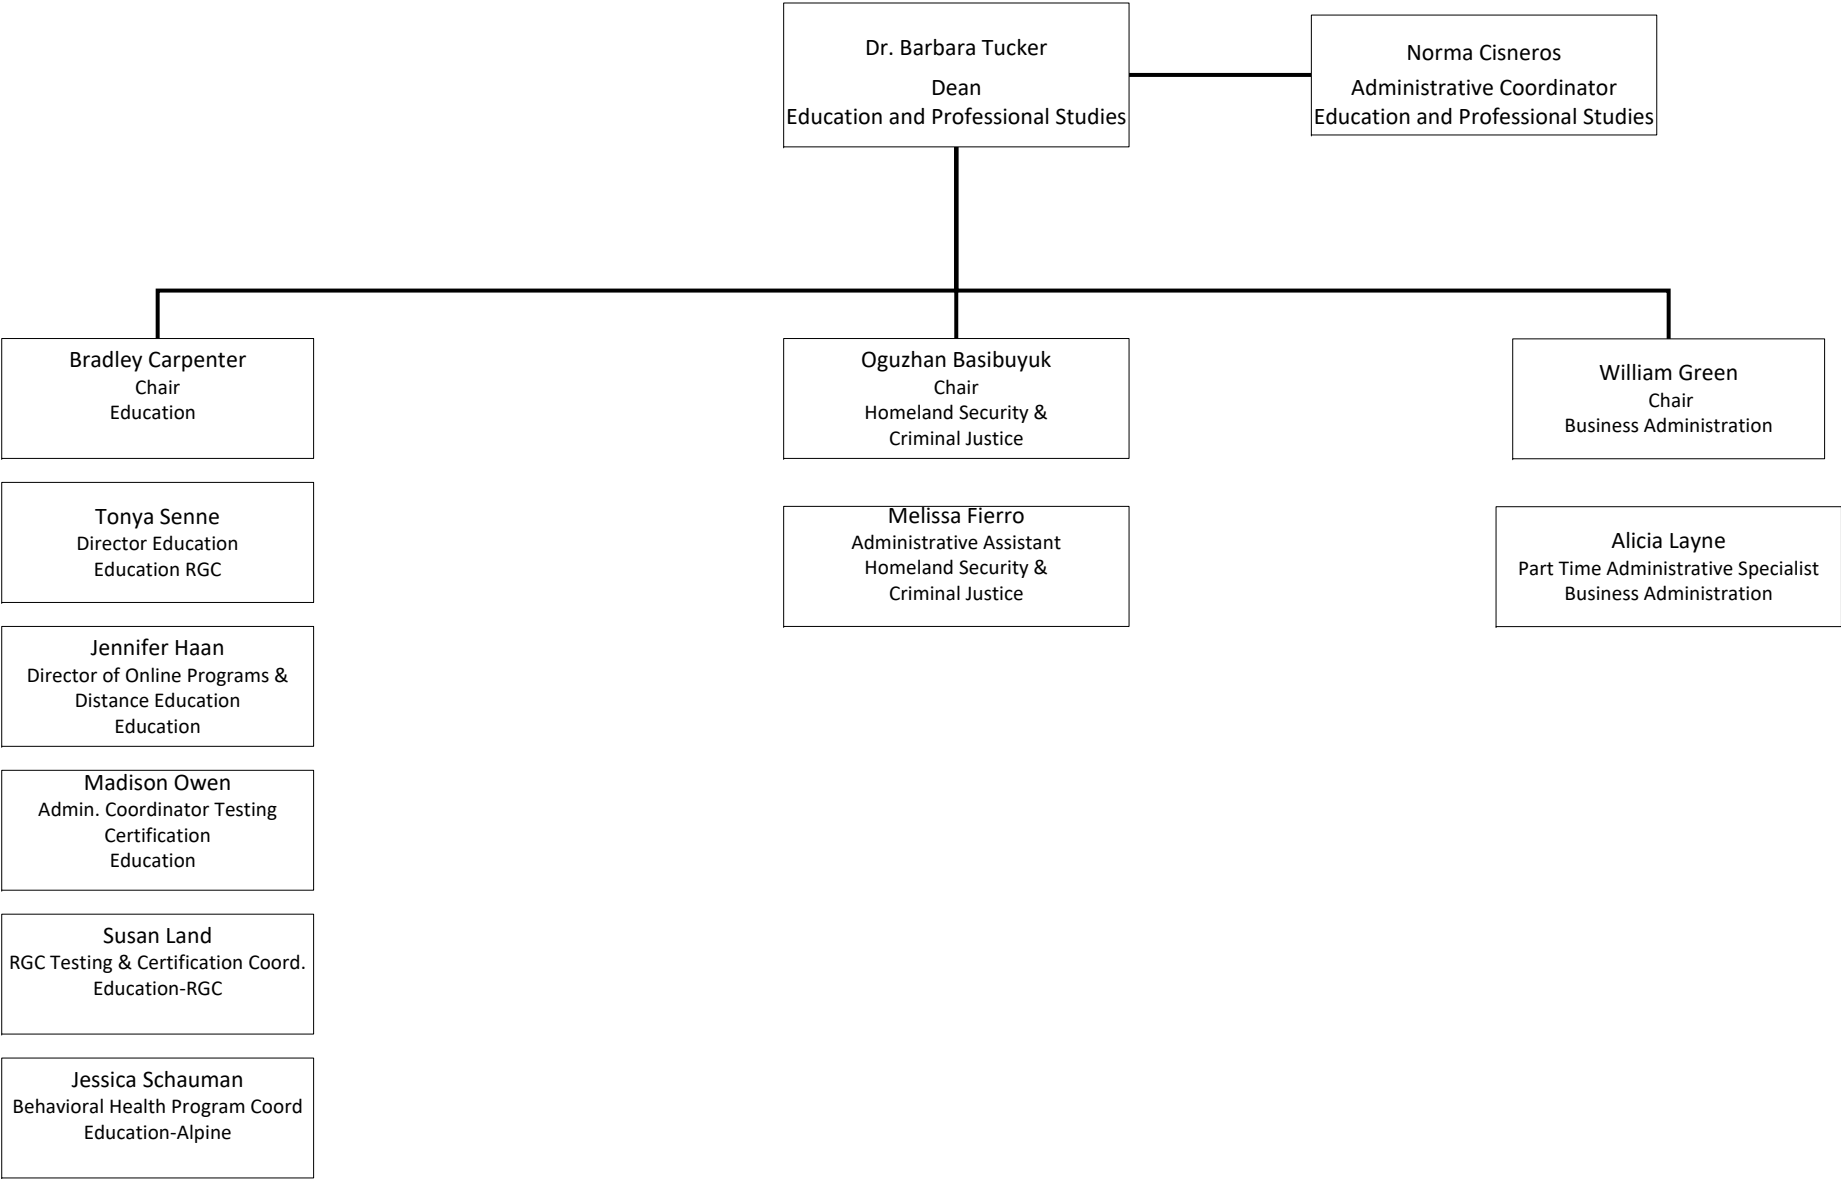 Dr. Barbara Tucker
Dean
Education and Professional Studies
Norma Cisneros
Administrative Coordinator
Education and Professional Studies
Bradley Carpenter
Chair
Education
Oguzhan Basibuyuk
Chair
Homeland Security &
Criminal Justice
William Green
Chair
Business Administration
Tonya Senne
Director Education
Education RGC
Melissa Fierro
Administrative Assistant
Homeland Security &
Criminal Justice
Alicia Layne
Part Time Administrative Specialist
Business Administration
Jennifer Haan
Director of Online Programs &
Distance Education
Education
Madison Owen
Admin. Coordinator Testing
Certification
Education
Susan Land
RGC Testing & Certification Coord.
Education-RGC
Jessica Schauman
Behavioral Health Program Coord
Education-Alpine